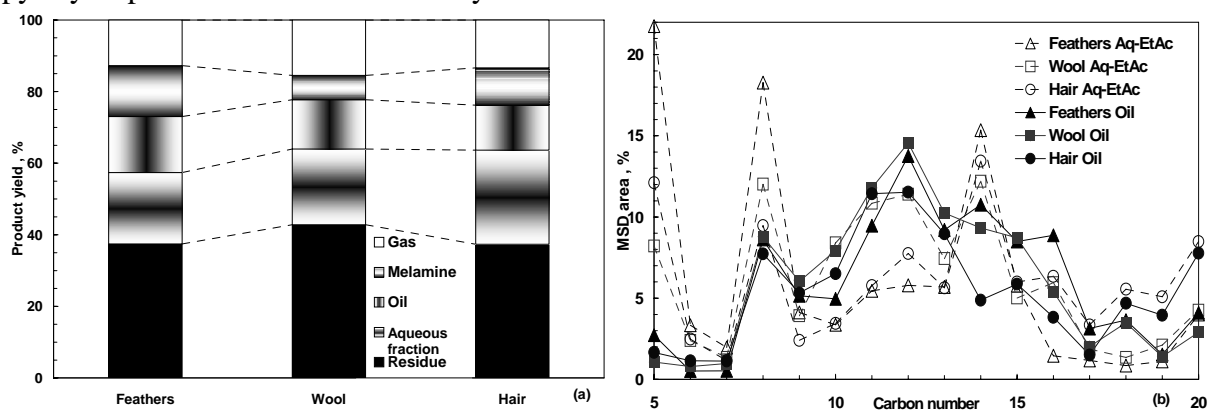 100
80
60
40
20
0
Product yield , %
Gas
Melamine
Oil
Aqueous
fraction
Residue
Feathers
Wool
Hair
(a)
20
15
10
5
0
MSD area , %
Feathers Aq-EtAc
Wool Aq-EtAc
Hair Aq-EtAc
Feathers Oil
Wool Oil
Hair Oil
5
10
15
20
Carbon number
(b)